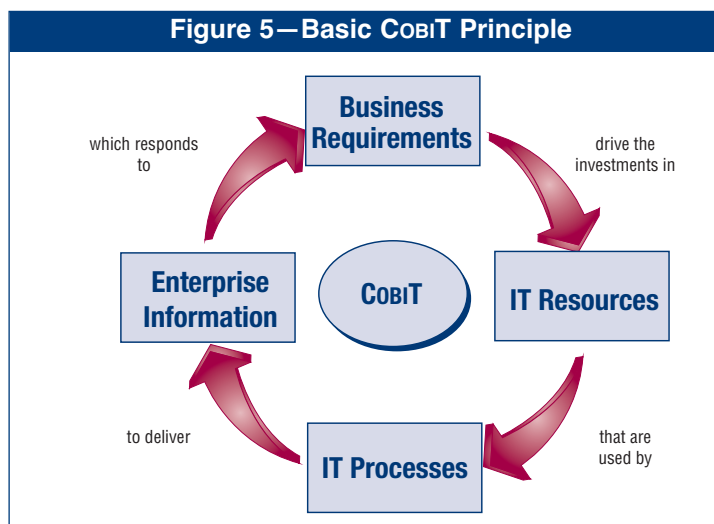 Figure 5—Basic COBIT Principle
Business
Requirements
which responds
to
drive the
investments in
Enterprise
Information
COBIT
IT Resources
to deliver
IT Processes
that are
used by